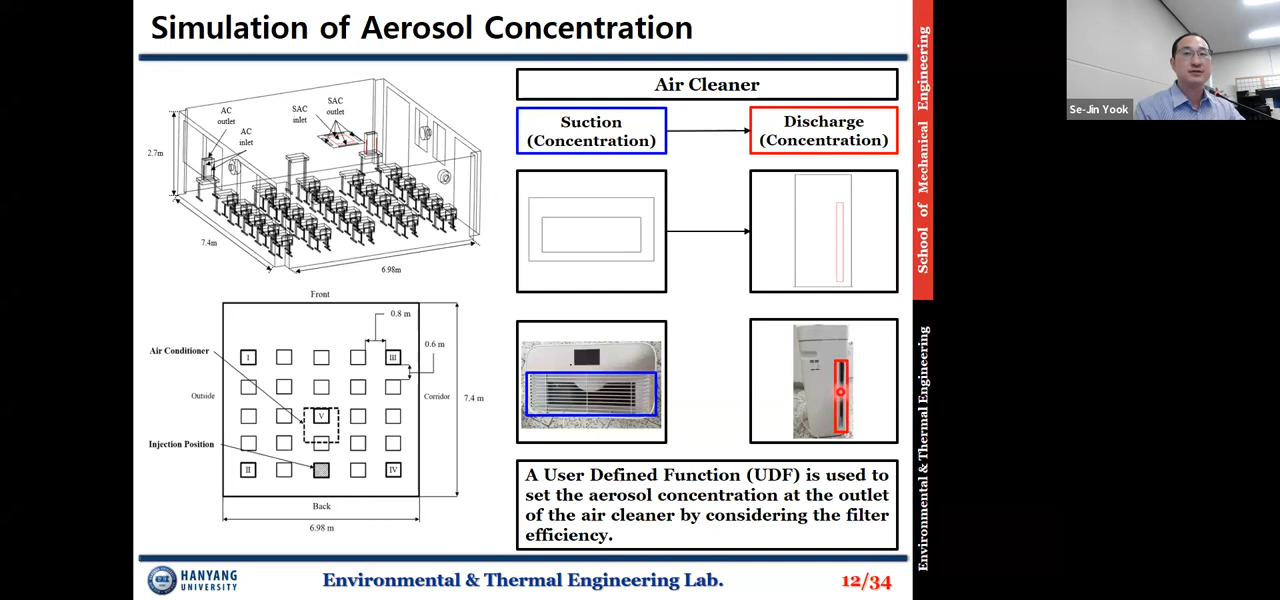 Simulation of Aerosol Concentration
AC
outlet
AC
inlet
SAC
inlet
SAC
outlet
2.7m
7.4m
6.98m
Front
0.8 m
0.6 m
Air Conditioner
Outside
Corridor
7.4 m
Injection Position
I
III
V
II
IV
Back
6.98 m
Air Cleaner
Suction
(Concentration)
Discharge
(Concentration)
A User Defined Function (UDF) is used to
set the aerosol concentration at the outlet
of the air cleaner by considering the filter
efficiency.
HANYANG
UNIVERSITY
Environmental & Thermal Engineering Lab.
12/34
School of Mechanical Engineering
Environmental & Thermal Engineering
Se-Jin Yook